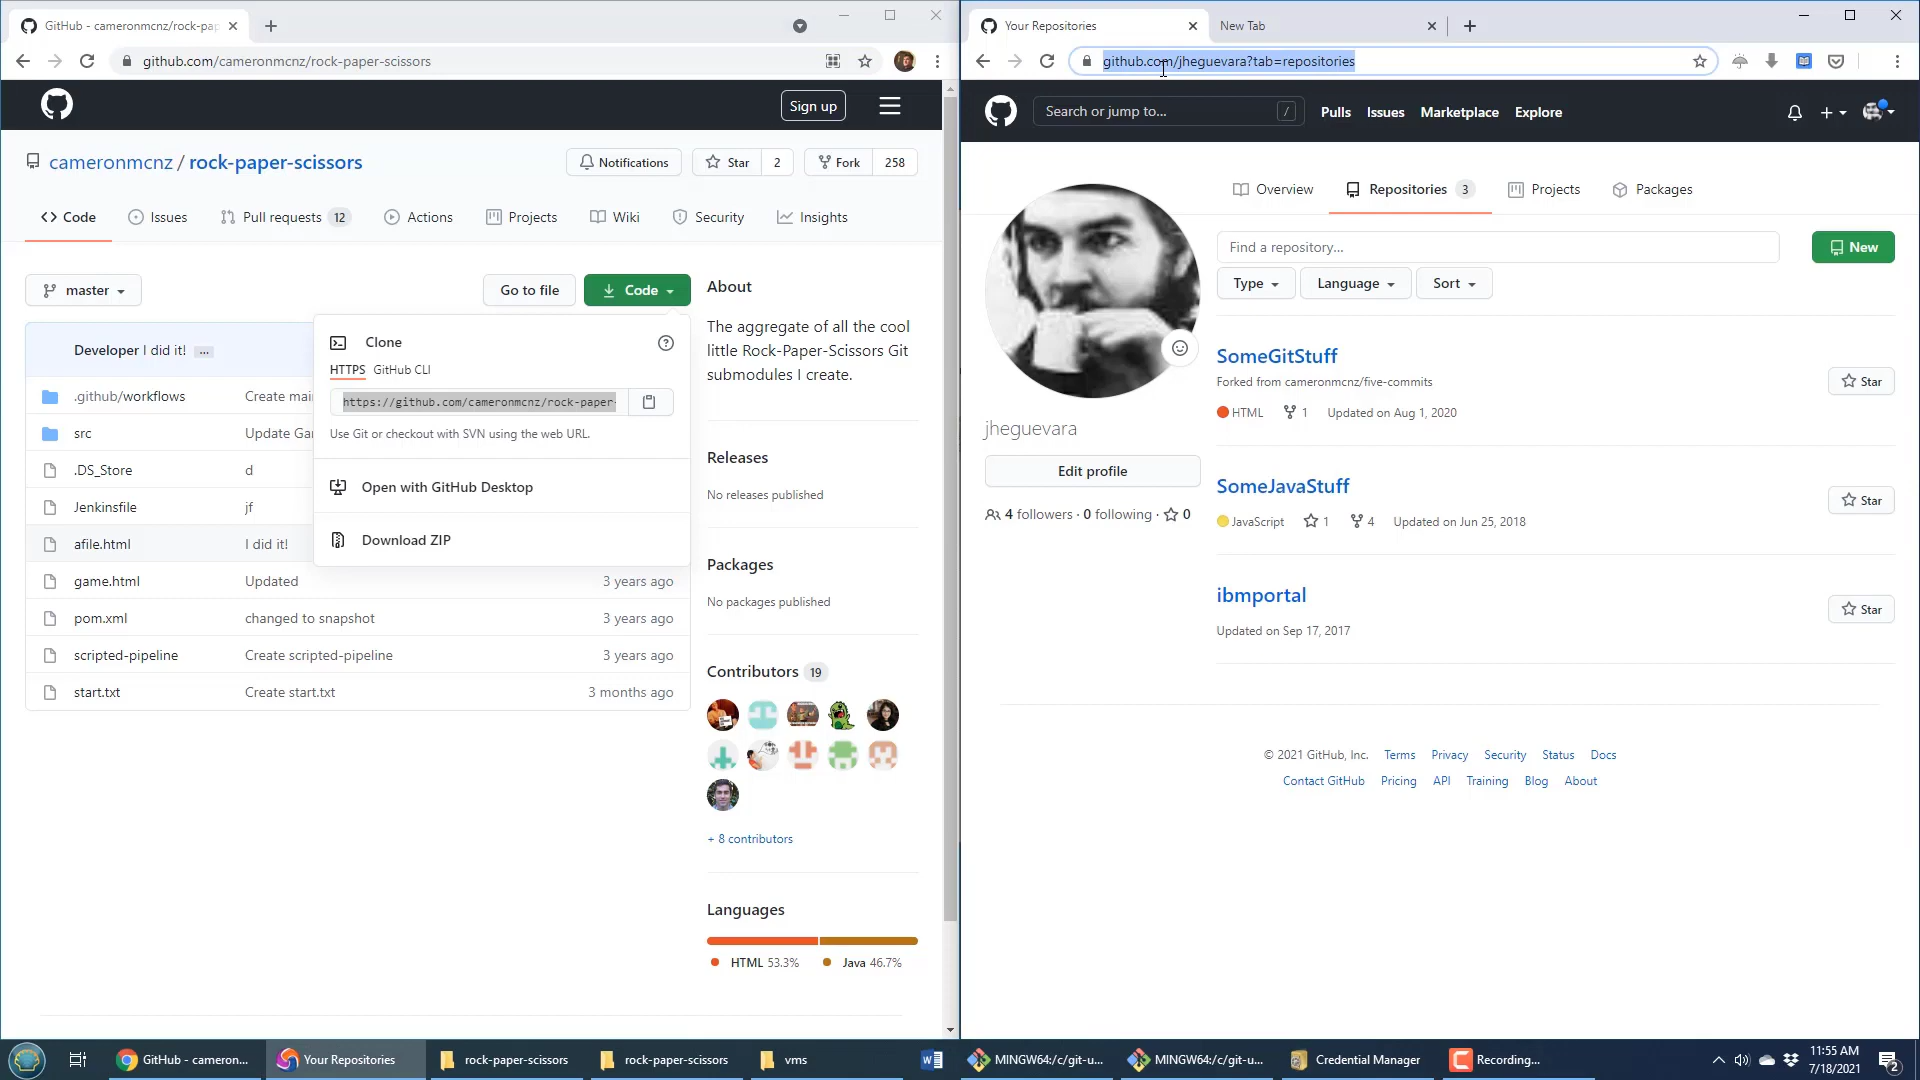 GitHub - cameronmcnz/rock-pap
github.com/cameronmcnz/rock-paper-scissors
Sign up
cameronmcnz / rock-paper-scissors
Notifications
Star 2
Fork 258
Code
Issues
Pull requests 12
Actions
Projects
Wiki
Security
Insights
master
Go to file
Code
Developer I did it! ...
.github/workflows Create mai
src Update Ga
.DS_Store d
Jenkinsfile jf
afile.html I did it!
game.html Updated 3 years ago
pom.xml changed to snapshot 3 years ago
scripted-pipeline Create scripted-pipeline 3 years ago
start.txt Create start.txt 3 months ago
Clone
HTTPS GitHub CLI
https://github.com/cameronmcnz/rock-paper-
Use Git or checkout with SVN using the web URL.
Open with GitHub Desktop
Download ZIP
About
The aggregate of all the cool
little Rock-Paper-Scissors Git
submodules I create.
Releases
No releases published
Packages
No packages published
Contributors 19
+ 8 contributors
Languages
HTML 53.3% Java 46.7%
Your Repositories
New Tab
github.com/jheguevara?tab=repositories
Search or jump to... /
Pulls Issues Marketplace Explore
Overview
Repositories 3
Projects
Packages
Find a repository...
New
Type
Language
Sort
SomeGitStuff
Forked from cameronmcnz/five-commits
HTML 1 Updated on Aug 1, 2020
Star
SomeJavaStuff
JavaScript 1 4 Updated on Jun 25, 2018
Star
ibmportal
Updated on Sep 17, 2017
Star
jheguevara
Edit profile
4 followers · 0 following · 0
© 2021 GitHub, Inc. Terms Privacy Security Status Docs
Contact GitHub Pricing API Training Blog About
GitHub - cameron...
Your Repositories
rock-paper-scissors
rock-paper-scissors
vms
MINGW64:/c/git-u...
MINGW64:/c/git-u...
Credential Manager
Recording...
11:55 AM
7/18/2021
2